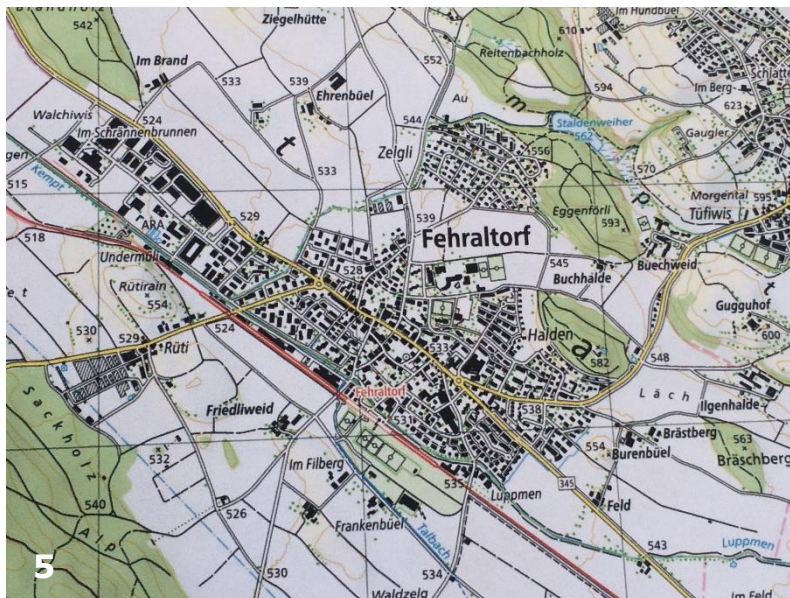 542
Ziegelhütte
Im Hundbüel
610
Reitenbachholz
Im Brand
552
533
539
Schlatte
Im Berg
594
Ehrenbüel
623
Walchiwis
524
Au
m
Staldenweiher
562
Im Schrännenbrunnen
544
t
556
Gaugler
p
570
Zelgli
gen
515
Kempt
533
Morgental
595
Tüfiwis
Eggenförli
593
ARA
529
539
518
Fehraltorf
Undermüli
528
545
Buechweid
Buchhalde
t
Rütirain
554
Gugguhof
530
524
533
Halden
a
582
600
529
Rüti
548
Fehraltorf
Läch
Ilgenhalde
Sackholz
Friedliweid
531
538
Brästberg
554
563
Burenbüel
Bräschberg
532
Im Filberg
535
345
Luppmen
Feld
540
526
Frankenbüel
Talbach
Alp
543
Luppmen
5
530
534
Waldzelg
Im Feld